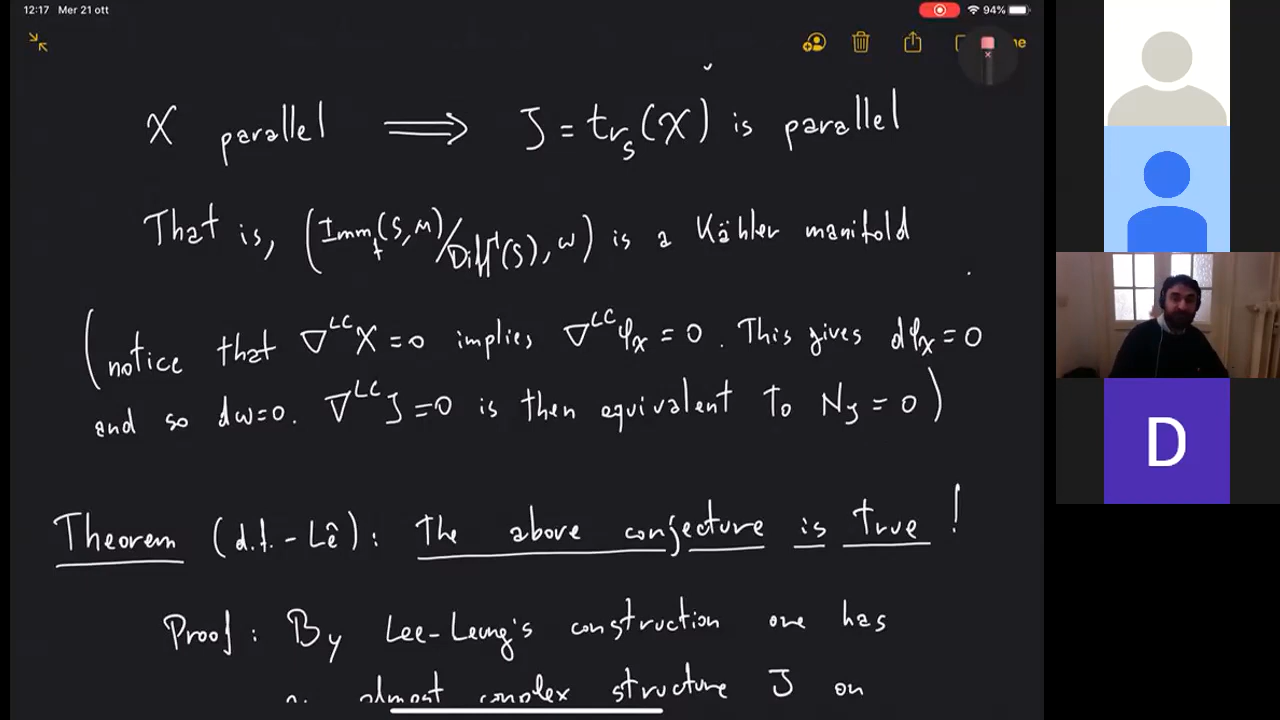 12:17 Mer 21 ott
94%
χ parallel ⟹ J = tr_S(χ) is parallel
That is, (Imm_f(S,M)/Diff⁺(S), ω) is a Kähler manifold
(notice that ∇^LC χ = 0 implies ∇^LC φ_χ = 0. This gives dφ_χ = 0
and so dω=0. ∇^LC J = 0 is then equivalent to N_J = 0)
Theorem (d.f. - Lê): the above conjecture is true!
Proof: By Lee-Leung's construction one has
almost complex structure J on
D